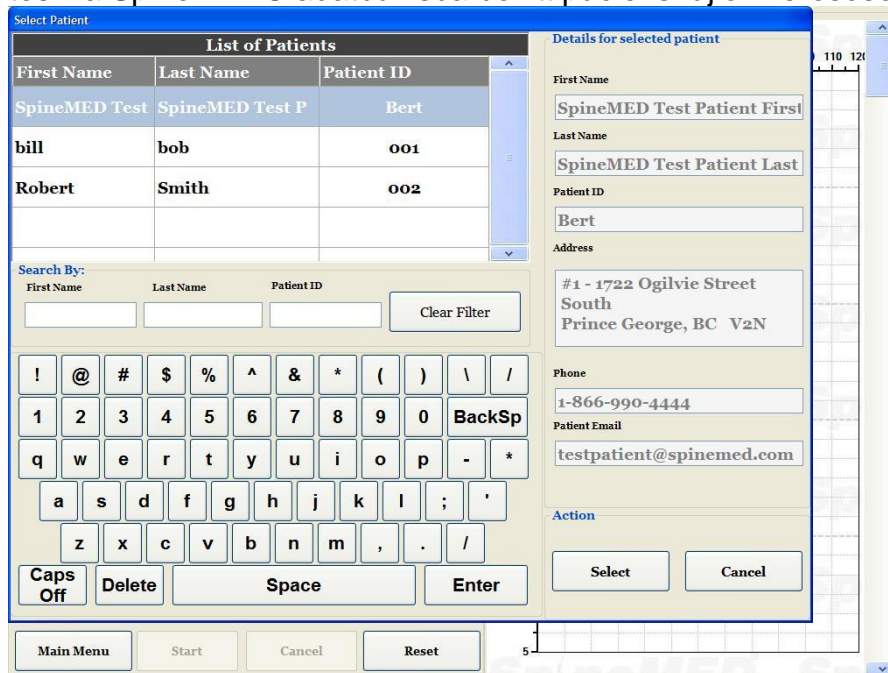 Select Patient
List of Patients
First Name Last Name Patient ID
SpineMED Test SpineMED Test P Bert
bill bob 001
Robert Smith 002
Search By:
First Name Last Name Patient ID
Clear Filter
! @ # $ % ^ & * ( ) \ /
1 2 3 4 5 6 7 8 9 0 BackSp
q w e r t y u i o p - *
a s d f g h j k l ; '
z x c v b n m , . /
Caps Off Delete Space Enter
Details for selected patient
First Name
SpineMED Test Patient First
Last Name
SpineMED Test Patient Last
Patient ID
Bert
Address
#1 - 1722 Ogilvie Street
South
Prince George, BC V2N
Phone
1-866-990-4444
Patient Email
testpatient@spinemed.com
Action
Select Cancel
110 120
Main Menu Start Cancel Reset
5